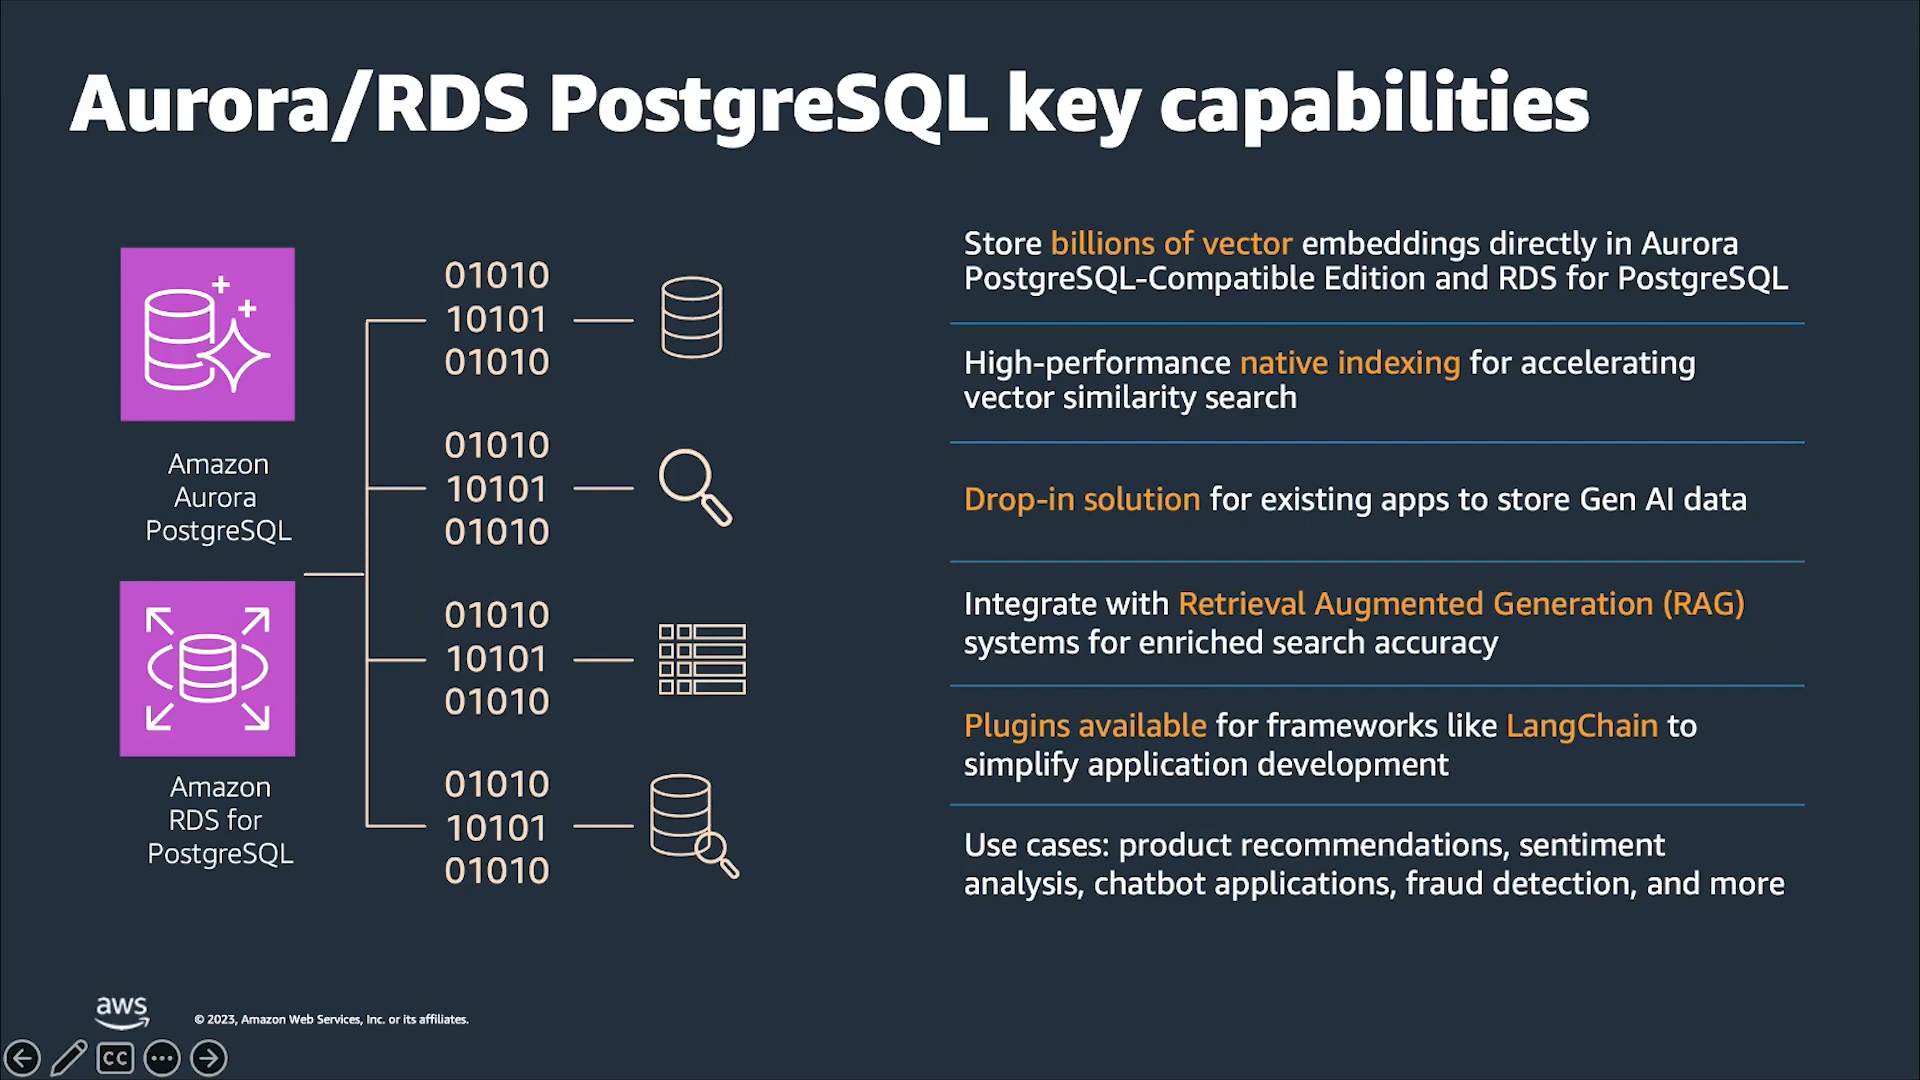 Aurora/RDS PostgreSQL key capabilities
Amazon
Aurora
PostgreSQL
Amazon
RDS for
PostgreSQL
01010
10101
01010
01010
10101
01010
01010
10101
01010
01010
10101
01010
Store billions of vector embeddings directly in Aurora
PostgreSQL-Compatible Edition and RDS for PostgreSQL
High-performance native indexing for accelerating
vector similarity search
Drop-in solution for existing apps to store Gen AI data
Integrate with Retrieval Augmented Generation (RAG)
systems for enriched search accuracy
Plugins available for frameworks like LangChain to
simplify application development
Use cases: product recommendations, sentiment
analysis, chatbot applications, fraud detection, and more
aws
© 2023, Amazon Web Services, Inc. or its affiliates.
CC